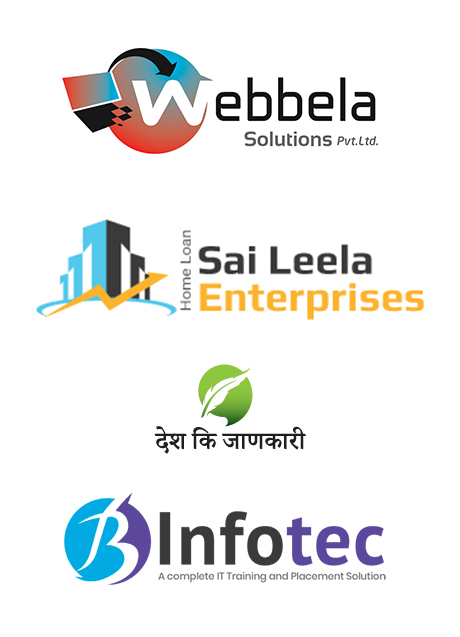 Webbela
Solutions Pvt.Ltd.
Home Loan
Sai Leela
Enterprises
देश कि जाणकारी
B Infotec
A complete IT Training and Placement Solution